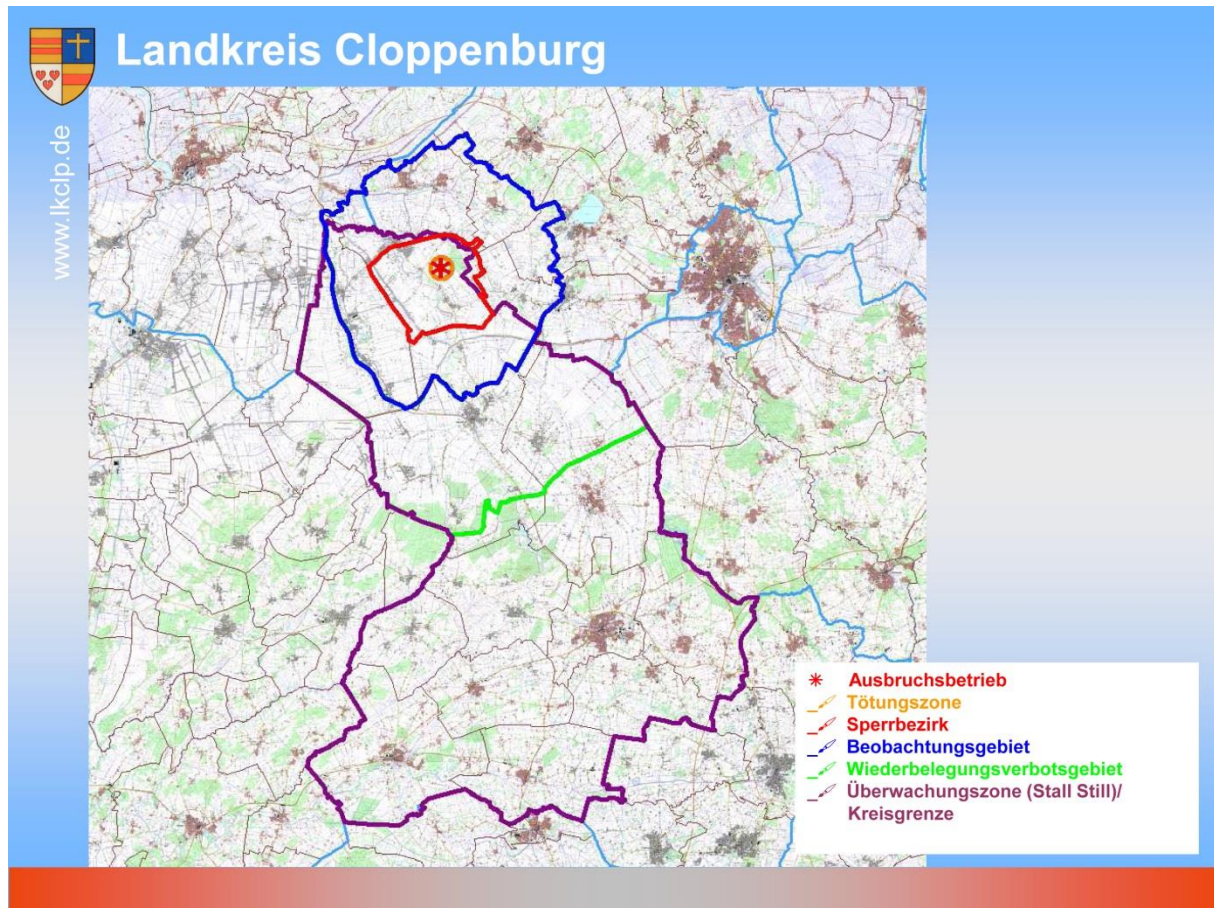 Landkreis Cloppenburg
www.lkclp.de
Ausbruchsbetrieb
Tötungszone
Sperrbezirk
Beobachtungsgebiet
Wiederbelegungsverbotsgebiet
Überwachungszone (Stall Still)/
Kreisgrenze